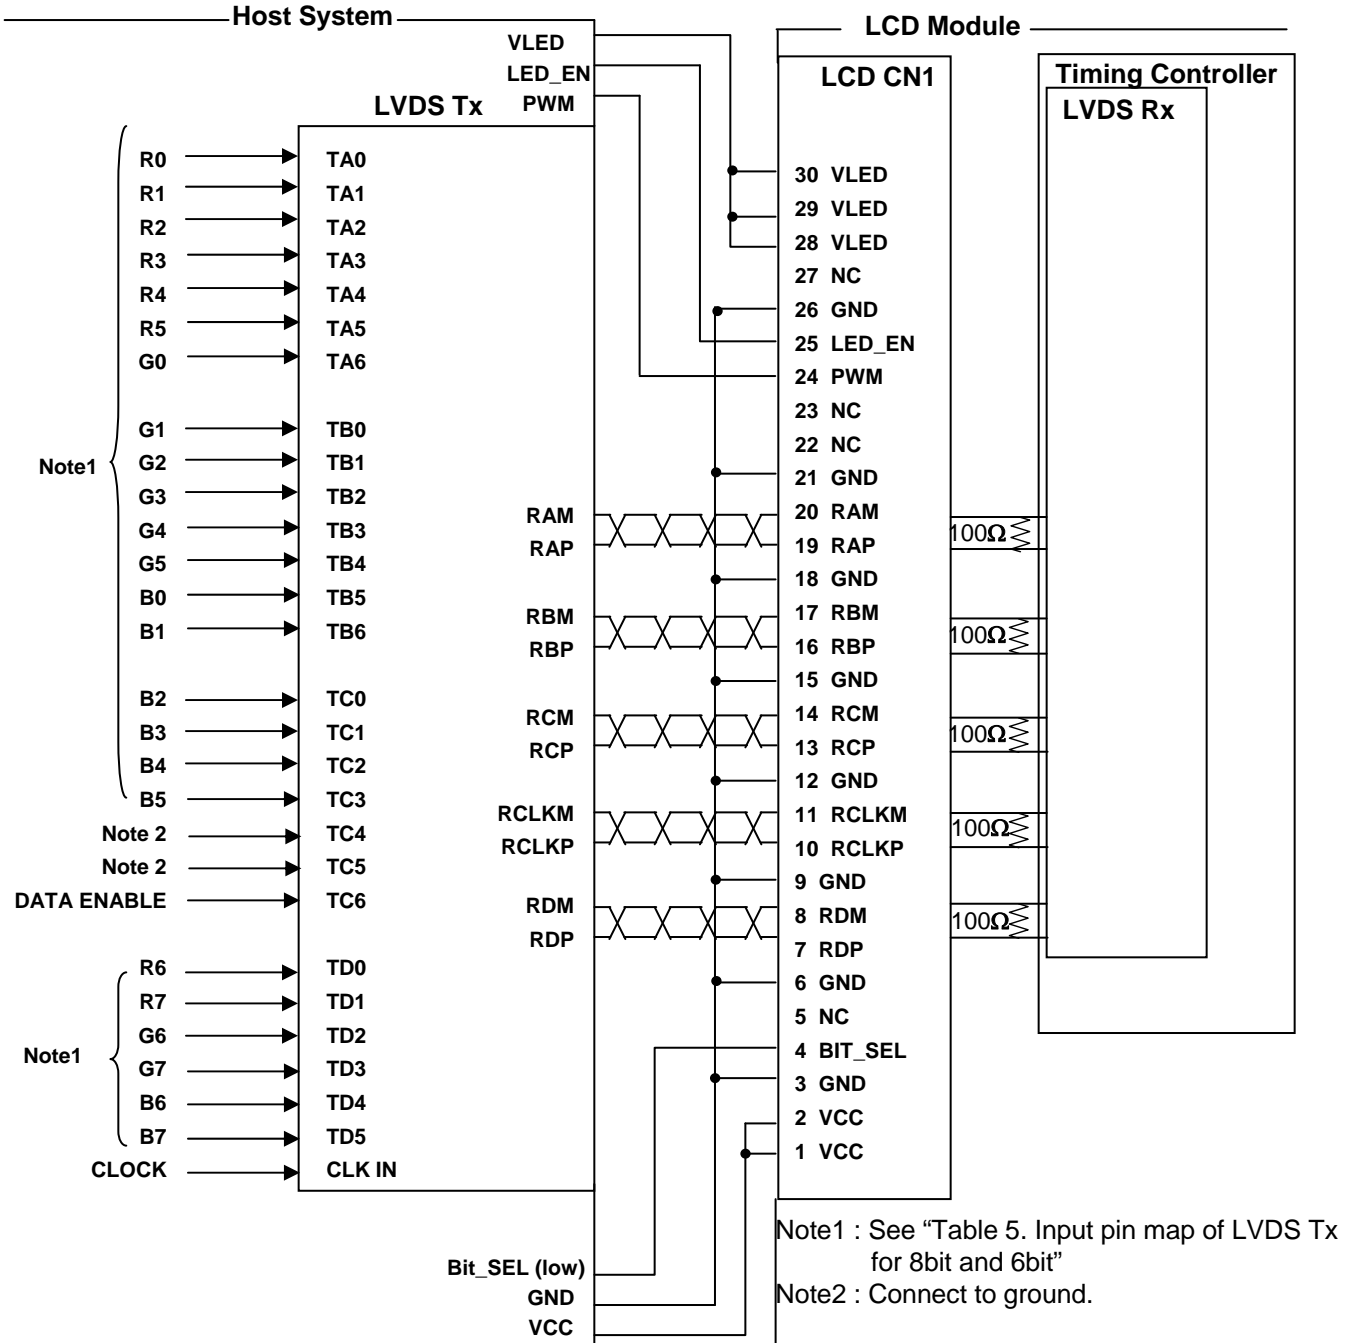 Host System
LCD Module
VLED
LED_EN
PWM
LVDS Tx
LCD CN1
Timing Controller
LVDS Rx
R0 TA0
R1 TA1
R2 TA2
R3 TA3
R4 TA4
R5 TA5
G0 TA6
G1 TB0
G2 TB1
G3 TB2
G4 TB3
G5 TB4
B0 TB5
B1 TB6
Note1
B2 TC0
B3 TC1
B4 TC2
B5 TC3
Note 2 TC4
Note 2 TC5
DATA ENABLE TC6
R6 TD0
R7 TD1
G6 TD2
G7 TD3
B6 TD4
B7 TD5
Note1
CLOCK CLK IN
RAM
RAP
RBM
RBP
RCM
RCP
RCLKM
RCLKP
RDM
RDP
Bit_SEL (low)
GND
VCC
30 VLED
29 VLED
28 VLED
27 NC
26 GND
25 LED_EN
24 PWM
23 NC
22 NC
21 GND
20 RAM
19 RAP
18 GND
17 RBM
16 RBP
15 GND
14 RCM
13 RCP
12 GND
11 RCLKM
10 RCLKP
9 GND
8 RDM
7 RDP
6 GND
5 NC
4 BIT_SEL
3 GND
2 VCC
1 VCC
100Ω
100Ω
100Ω
100Ω
100Ω
Note1 : See “Table 5. Input pin map of LVDS Tx
for 8bit and 6bit”
Note2 : Connect to ground.